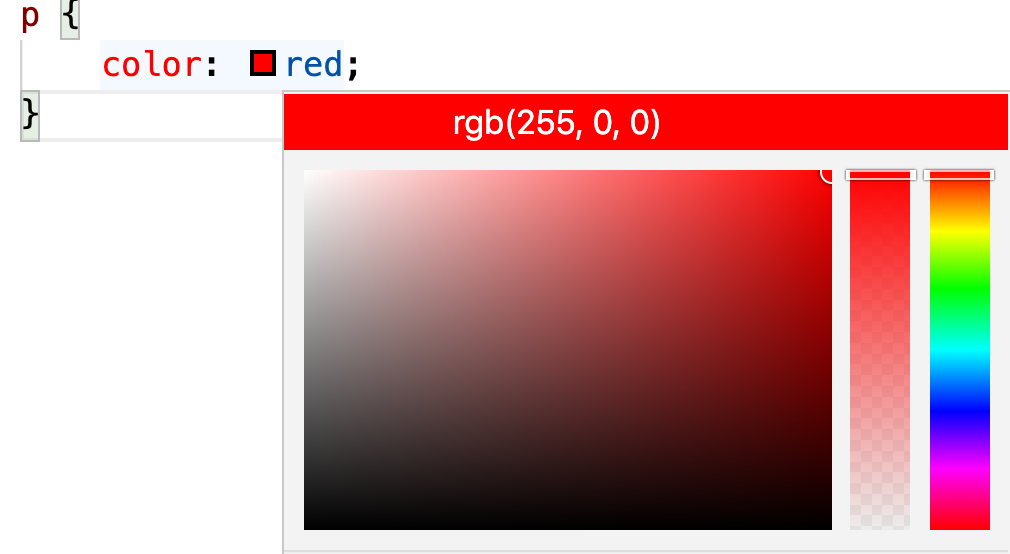 p {
color: red;
}
rgb(255, 0, 0)